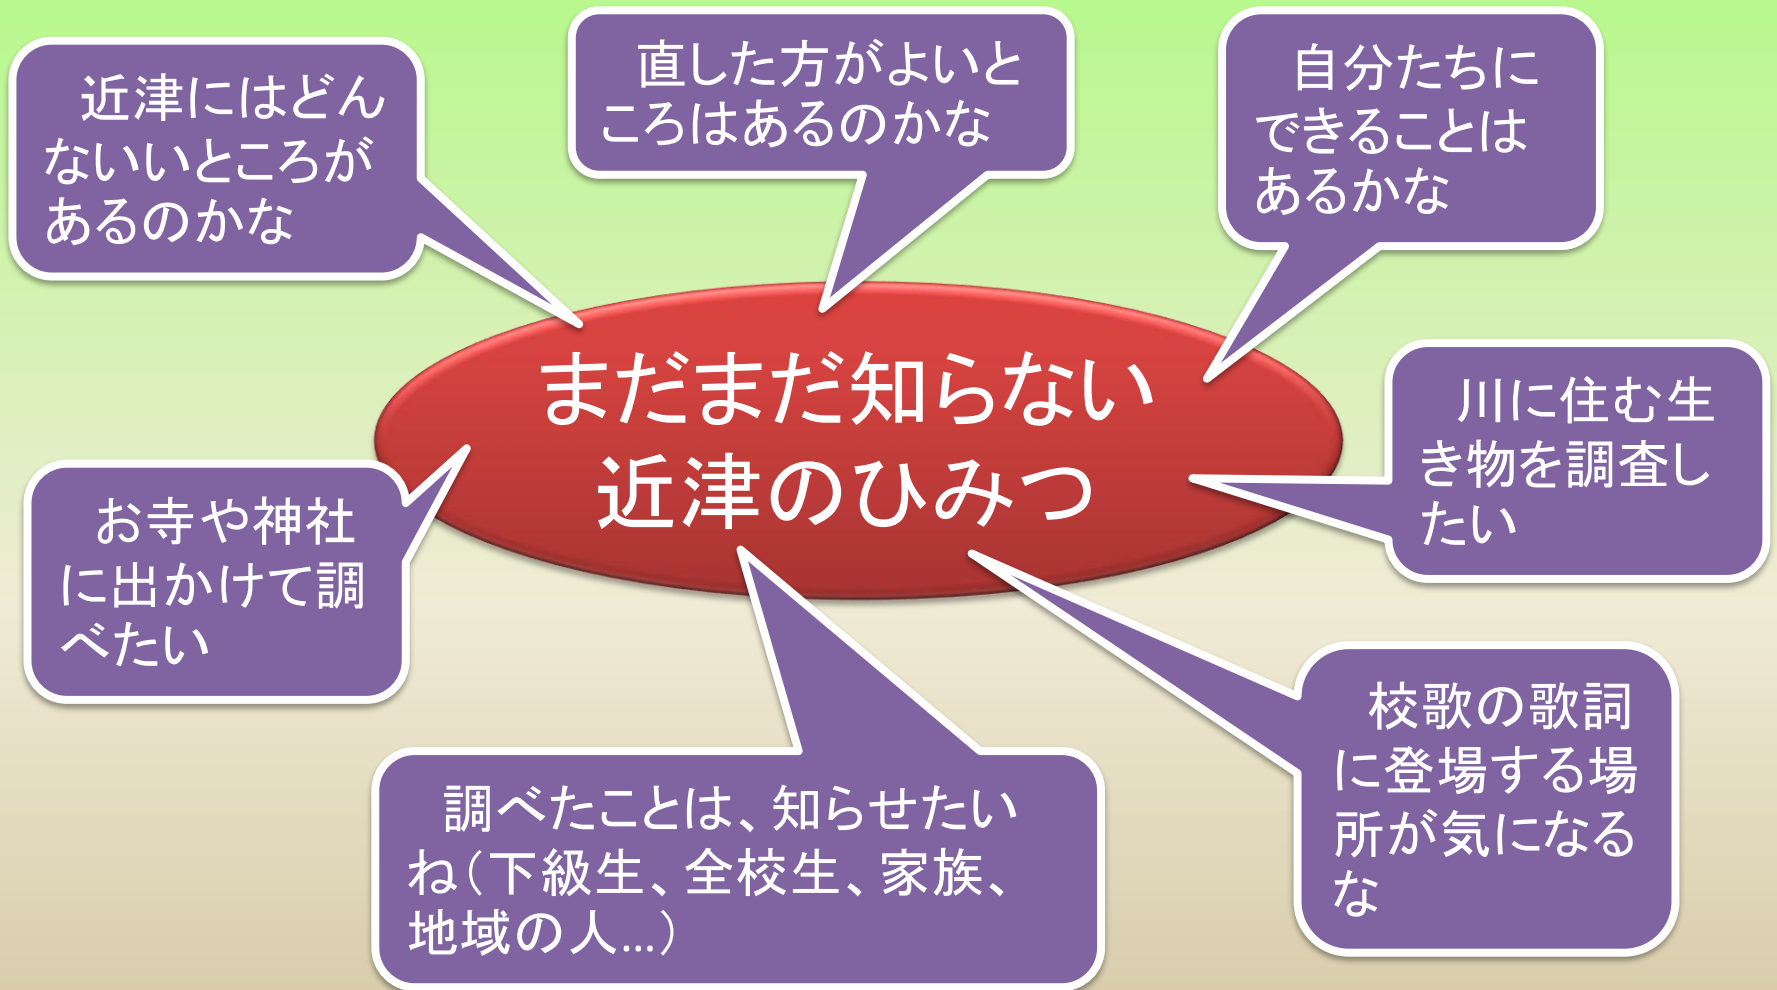 近津にはどん
ないいところが
あるのかな
直した方がよいと
ころはあるのかな
自分たちに
できることは
あるかな
まだまだ知らない
近津のひみつ
川に住む生
き物を調査し
たい
お寺や神社
に出かけて調
べたい
校歌の歌詞
に登場する場
所が気になる
な
調べたことは、知らせたい
ね（下級生、全校生、家族、
地域の人…）